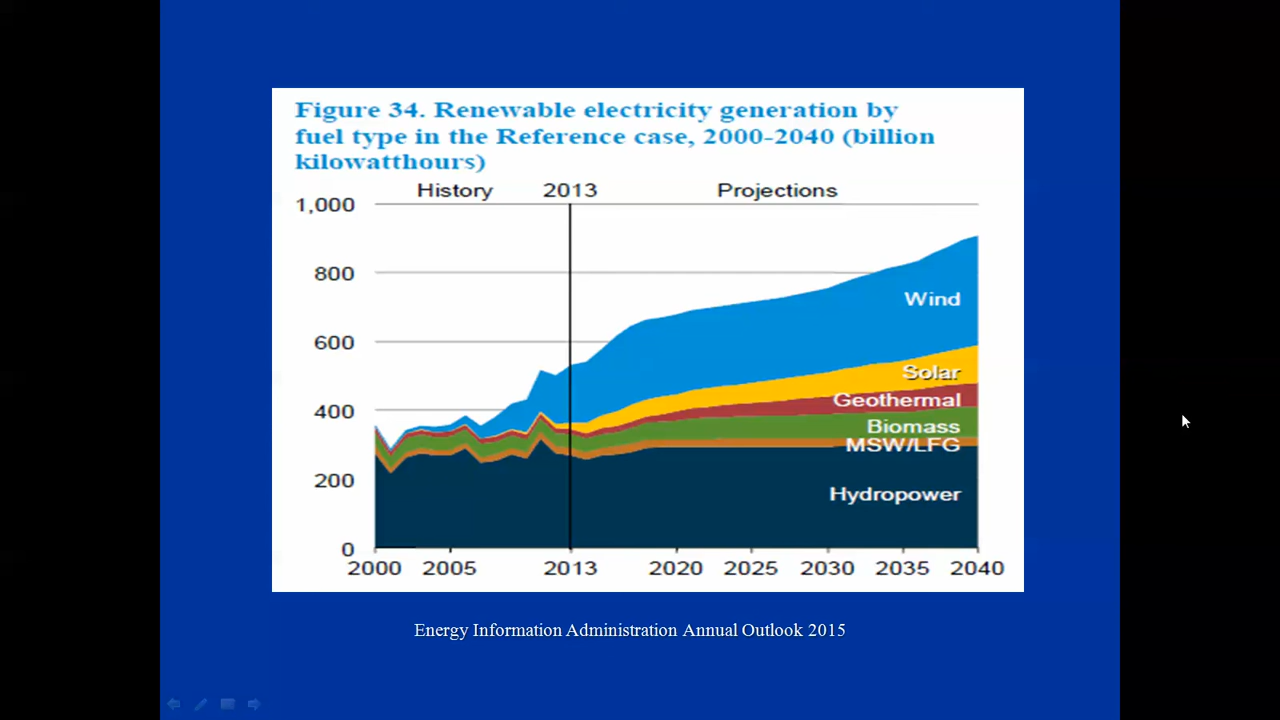 Figure 34. Renewable electricity generation by
fuel type in the Reference case, 2000-2040 (billion
kilowatthours)
History 2013 Projections
1,000
800
600
400
200
0
Wind
Solar
Geothermal
Biomass
MSW/LFG
Hydropower
2000 2005 2013 2020 2025 2030 2035 2040
Energy Information Administration Annual Outlook 2015